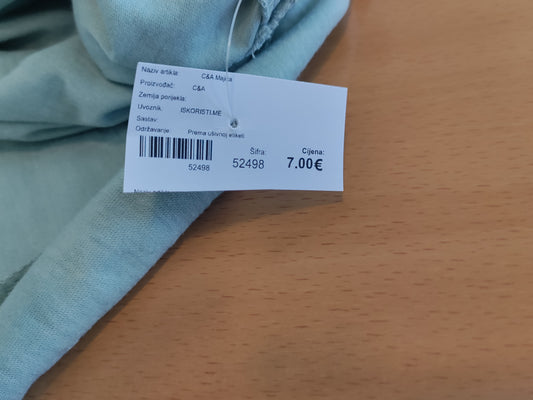 Naziv artikla: C&A Majica
Proizvođač: C&A
Zemlja porijekla:
Uvoznik: ISKORISTI.ME
Sastav:
Održavanje Prema ušivnoj etiketi
Šifra: Cijena:
52498 52498 7.00€